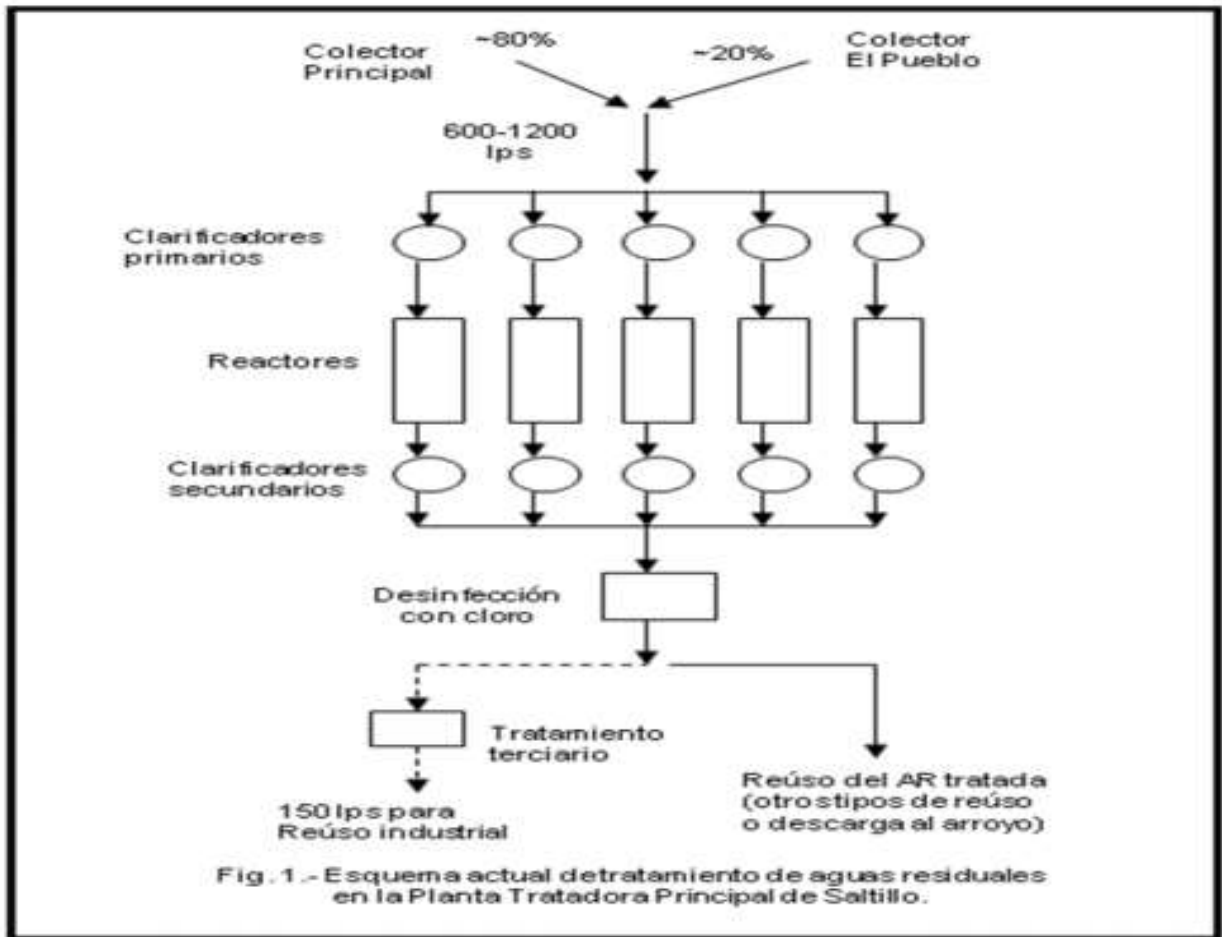 ~80%
Colector
Principal
~20%
Colector
El Pueblo
600-1200
lps
Clarificadores
primarios
Reactores
Clarificadores
secundarios
Desinfección
con cloro
Tratamiento
terciario
150 lps para
Reúso industrial
Reúso del AR tratada
(otros tipos de reúso
o descarga al arroyo)
Fig. 1.- Esquema actual detratamiento de aguas residuales
en la Planta Tratadora Principal de Saltillo.